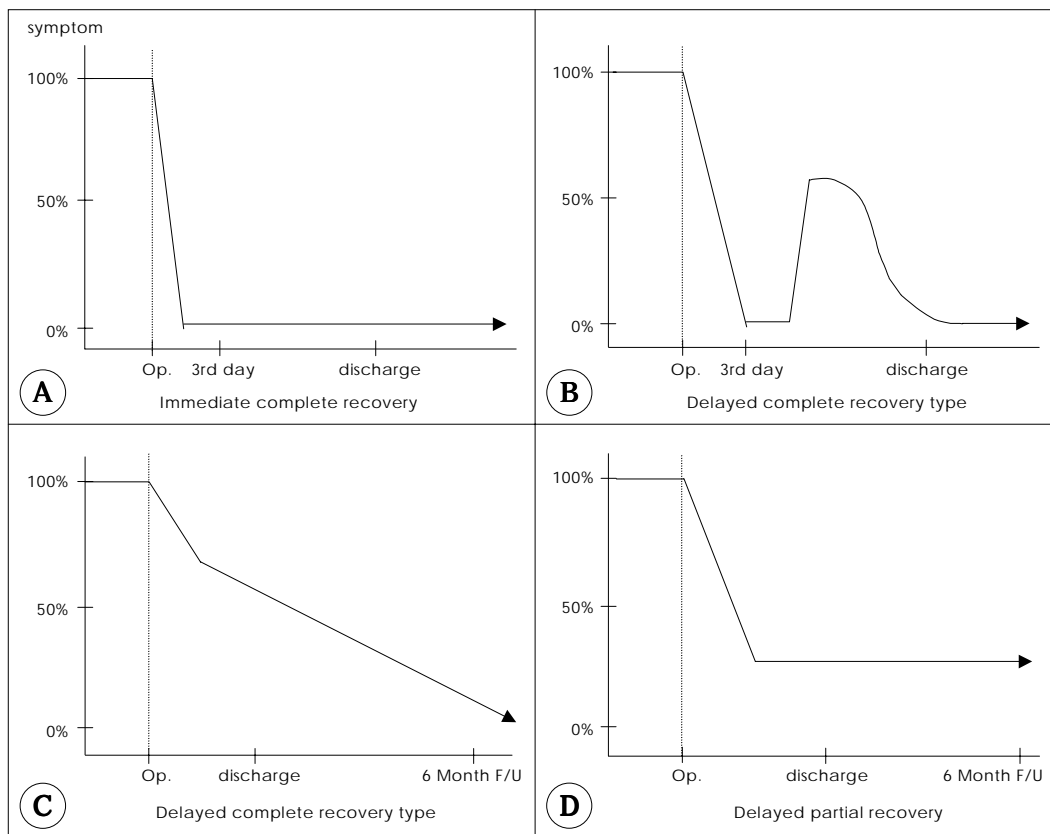 symptom
100%
50%
0%
Op. 3rd day discharge
A
Immediate complete recovery
100%
50%
0%
Op. 3rd day discharge
B
Delayed complete recovery type
100%
50%
0%
Op. discharge 6 Month F/U
C
Delayed complete recovery type
100%
50%
0%
Op. discharge 6 Month F/U
D
Delayed partial recovery